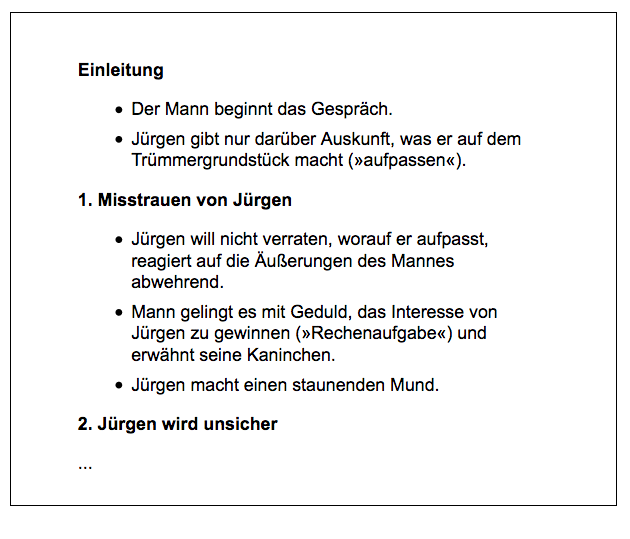 Einleitung
• Der Mann beginnt das Gespräch.
• Jürgen gibt nur darüber Auskunft, was er auf dem
Trümmergrundstück macht (»aufpassen«).
1. Misstrauen von Jürgen
• Jürgen will nicht verraten, worauf er aufpasst,
reagiert auf die Äußerungen des Mannes
abwehrend.
• Mann gelingt es mit Geduld, das Interesse von
Jürgen zu gewinnen (»Rechenaufgabe«) und
erwähnt seine Kaninchen.
• Jürgen macht einen staunenden Mund.
2. Jürgen wird unsicher
...